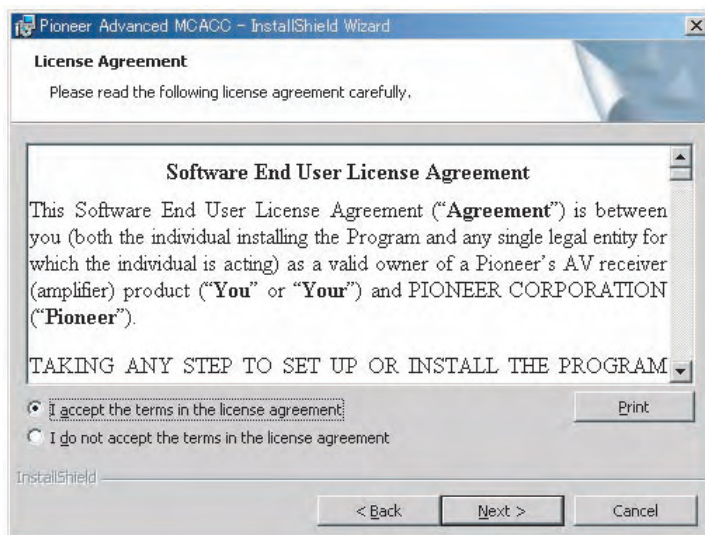 Pioneer Advanced MCACC - InstallShield Wizard
License Agreement
Please read the following license agreement carefully.
Software End User License Agreement
This Software End User License Agreement (“Agreement”) is between
you (both the individual installing the Program and any single legal entity for
which the individual is acting) as a valid owner of a Pioneer’s AV receiver
(amplifier) product (“You” or “Your”) and PIONEER CORPORATION
(“Pioneer”).
TAKING ANY STEP TO SET UP OR INSTALL THE PROGRAM
I accept the terms in the license agreement
Print
I do not accept the terms in the license agreement
InstallShield
< Back
Next >
Cancel